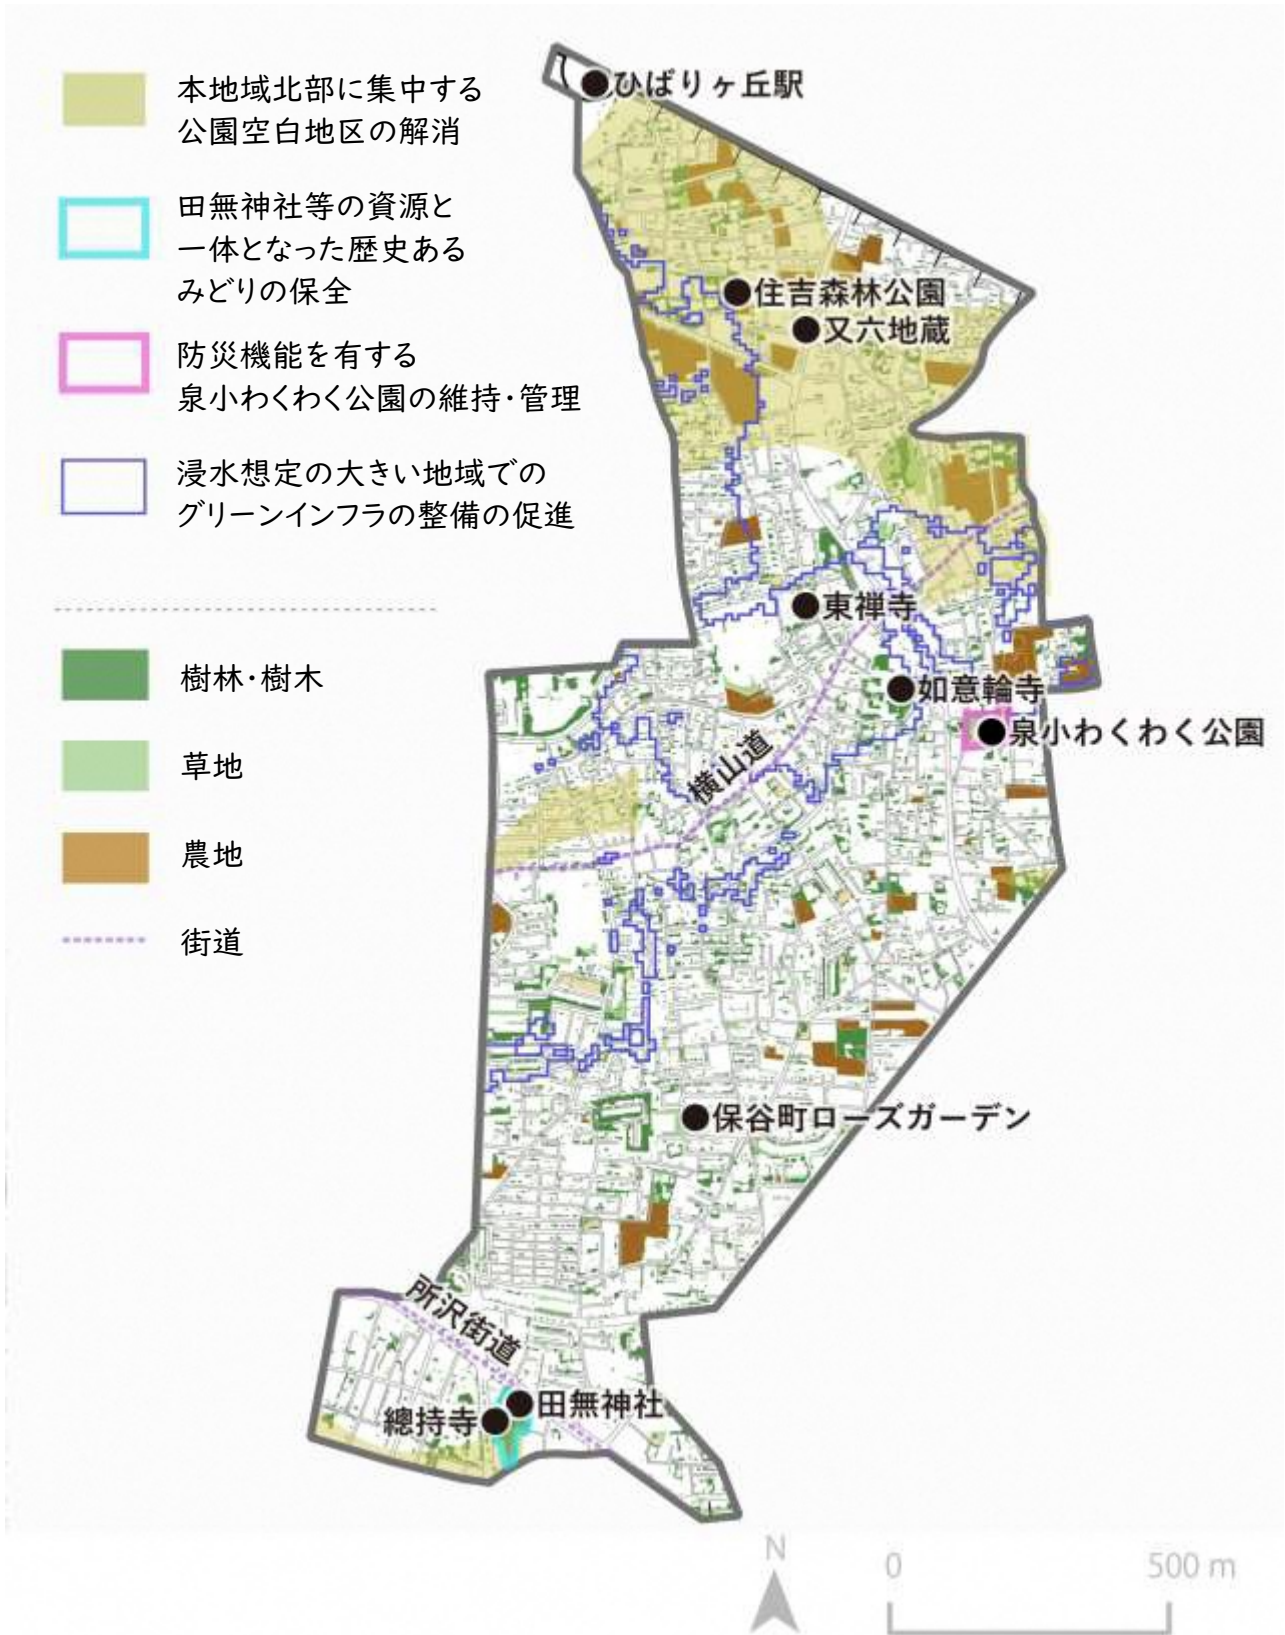 本地域北部に集中する
公園空白地区の解消
田無神社等の資源と
一体となった歴史ある
みどりの保全
防災機能を有する
泉小わくわく公園の維持・管理
浸水想定の大きい地域での
グリーンインフラの整備の促進
樹林・樹木
草地
農地
街道
ひばりヶ丘駅
住吉森林公園
又六地蔵
東禅寺
如意輪寺
泉小わくわく公園
横山道
保谷町ローズガーデン
所沢街道
田無神社
總持寺
N
0
500 m